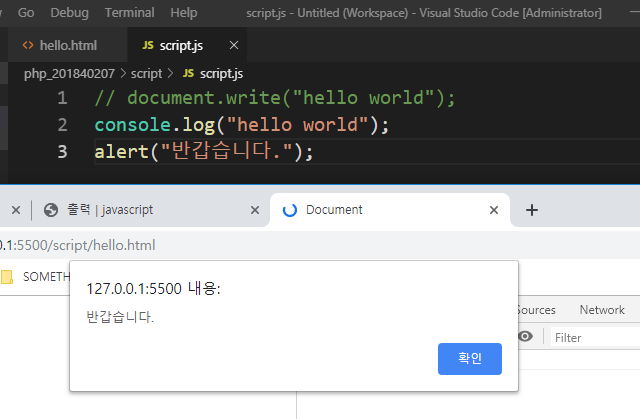 Go Debug Terminal Help script.js - Untitled (Workspace) - Visual Studio Code [Administrator]
<> hello.html JS script.js ×
php_201840207 > script > JS script.js
1 // document.write("hello world");
2 console.log("hello world");
3 alert("반갑습니다.");
× 출력 | javascript × Document × +
.1:5500/script/hello.html
SOMETH
127.0.0.1:5500 내용:
반갑습니다.
확인
Sources Network
Filter